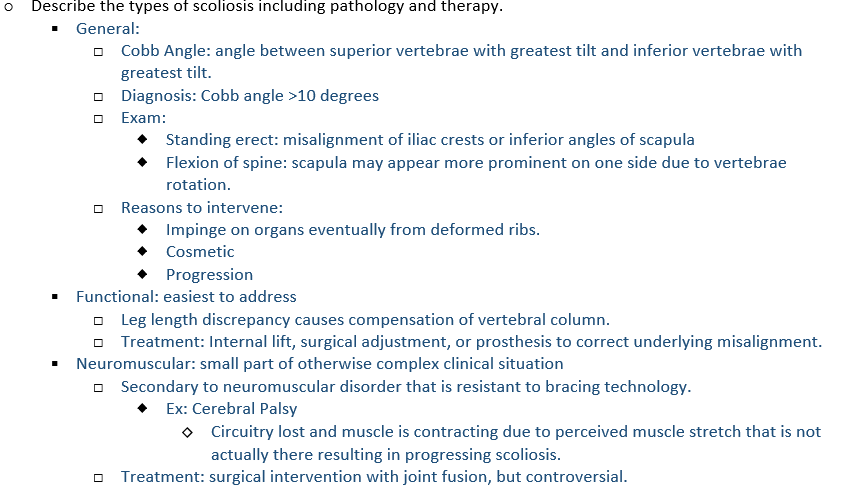 Describe the types of scoliosis including pathology and therapy.
General:
Cobb Angle: angle between superior vertebrae with greatest tilt and inferior vertebrae with
greatest tilt.
Diagnosis: Cobb angle >10 degrees
Exam:
Standing erect: misalignment of iliac crests or inferior angles of scapula
Flexion of spine: scapula may appear more prominent on one side due to vertebrae
rotation.
Reasons to intervene:
Impinge on organs eventually from deformed ribs.
Cosmetic
Progression
Functional: easiest to address
Leg length discrepancy causes compensation of vertebral column.
Treatment: Internal lift, surgical adjustment, or prosthesis to correct underlying misalignment.
Neuromuscular: small part of otherwise complex clinical situation
Secondary to neuromuscular disorder that is resistant to bracing technology.
Ex: Cerebral Palsy
Circuitry lost and muscle is contracting due to perceived muscle stretch that is not
actually there resulting in progressing scoliosis.
Treatment: surgical intervention with joint fusion, but controversial.